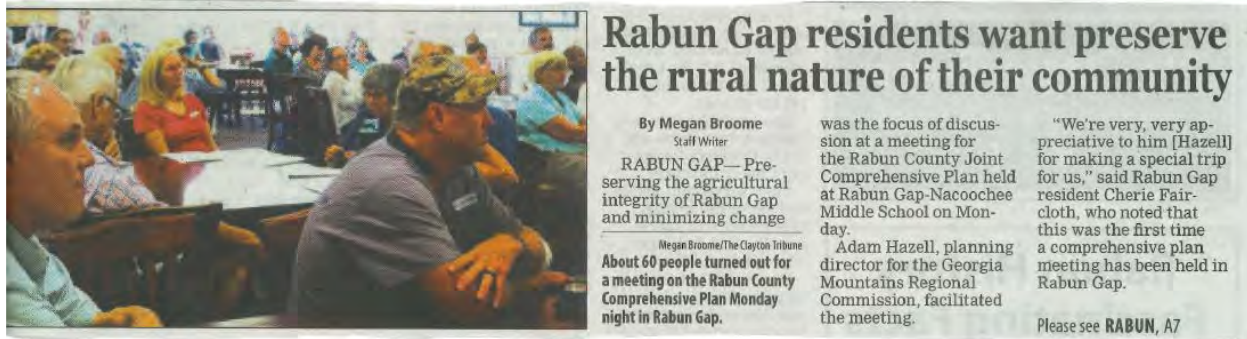 Rabun Gap residents want preserve
the rural nature of their community
By Megan Broome
Staff Writer
RABUN GAP— Pre-
serving the agricultural
integrity of Rabun Gap
and minimizing change
Megan Broome/The Clayton Tribune
About 60 people turned out for
a meeting on the Rabun County
Comprehensive Plan Monday
night in Rabun Gap.
was the focus of discus-
sion at a meeting for
the Rabun County Joint
Comprehensive Plan held
at Rabun Gap-Nacoochee
Middle School on Mon-
day.
Adam Hazell, planning
director for the Georgia
Mountains Regional
Commission, facilitated
the meeting.
"We're very, very ap-
preciative to him [Hazell]
for making a special trip
for us," said Rabun Gap
resident Cherie Fair-
cloth, who noted that
this was the first time
a comprehensive plan
meeting has been held in
Rabun Gap.
Please see RABUN, A7